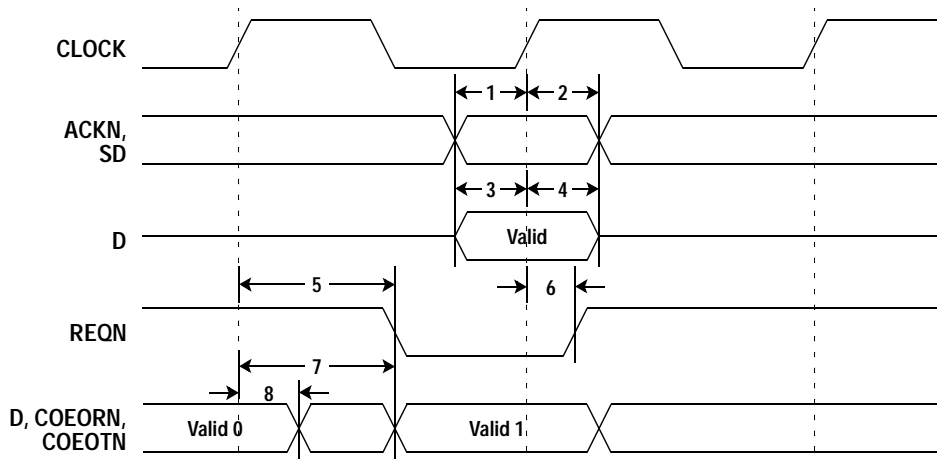 CLOCK
1 2
ACKN,
SD
3 4
D Valid
5 6
REQN
7
8
D, COEORN,
COEOTN
Valid 0 Valid 1